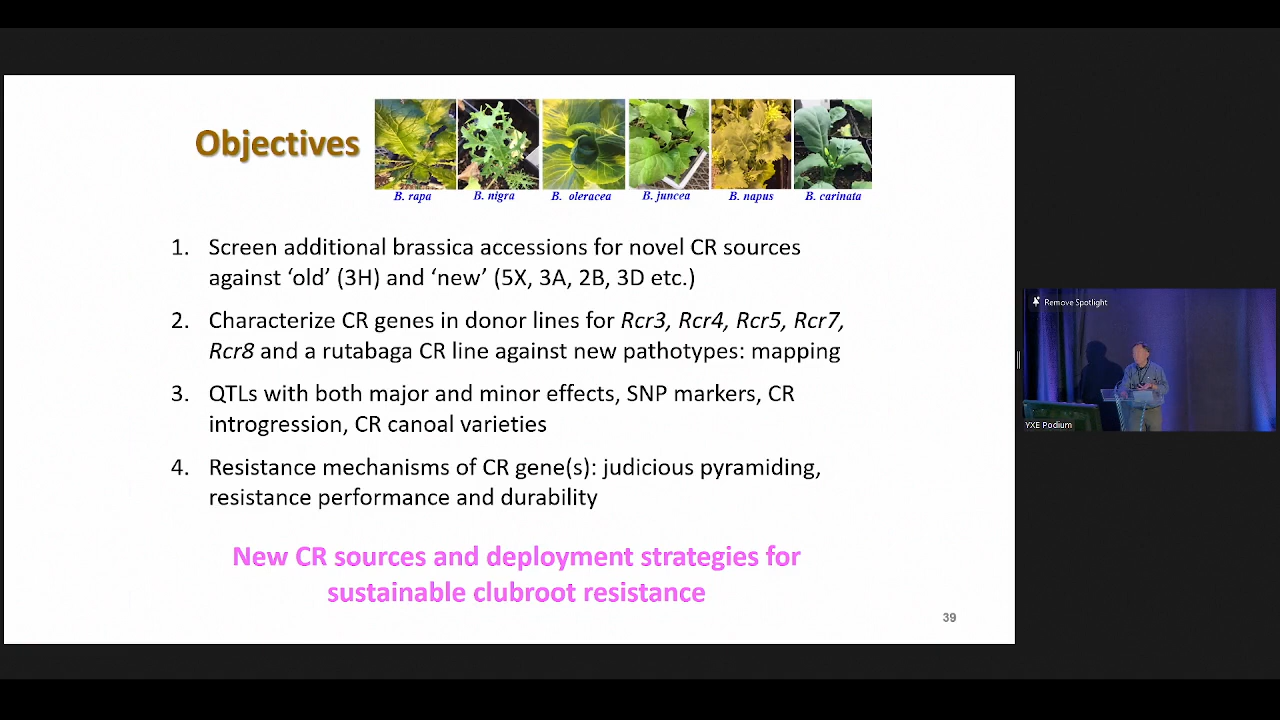 Objectives
B. rapa
B. nigra
B. oleracea
B. juncea
B. napus
B. carinata
1. Screen additional brassica accessions for novel CR sources
against ‘old’ (3H) and ‘new’ (5X, 3A, 2B, 3D etc.)
2. Characterize CR genes in donor lines for Rcr3, Rcr4, Rcr5, Rcr7,
Rcr8 and a rutabaga CR line against new pathotypes: mapping
3. QTLs with both major and minor effects, SNP markers, CR
introgression, CR canoal varieties
4. Resistance mechanisms of CR gene(s): judicious pyramiding,
resistance performance and durability
New CR sources and deployment strategies for
sustainable clubroot resistance
39
Remove Spotlight
YXE Podium